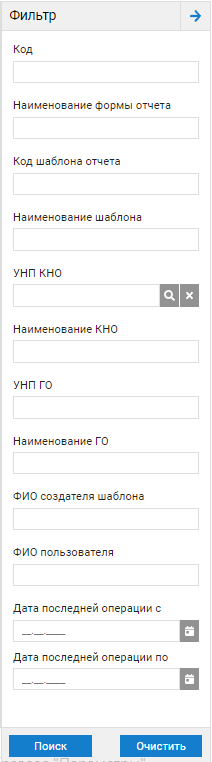 Фильтр
Код
Наименование формы отчета
Код шаблона отчета
Наименование шаблона
УНП КНО
Наименование КНО
УНП ГО
Наименование ГО
ФИО создателя шаблона
ФИО пользователя
Дата последней операции с
__.__.____
Дата последней операции по
__.__.____
Поиск Очистить